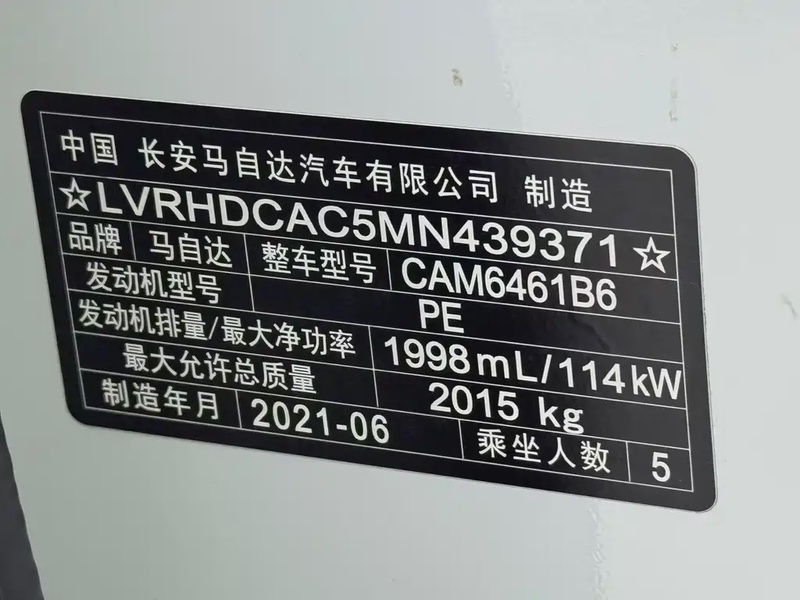 中国 长安马自达汽车有限公司 制造
☆LVRHDCAC5MN439371☆
品牌 马自达 整车型号 CAM6461B6
发动机型号 PE
发动机排量/最大净功率 1998mL/114kW
最大允许总质量 2015 kg
制造年月 2021-06 乘坐人数 5